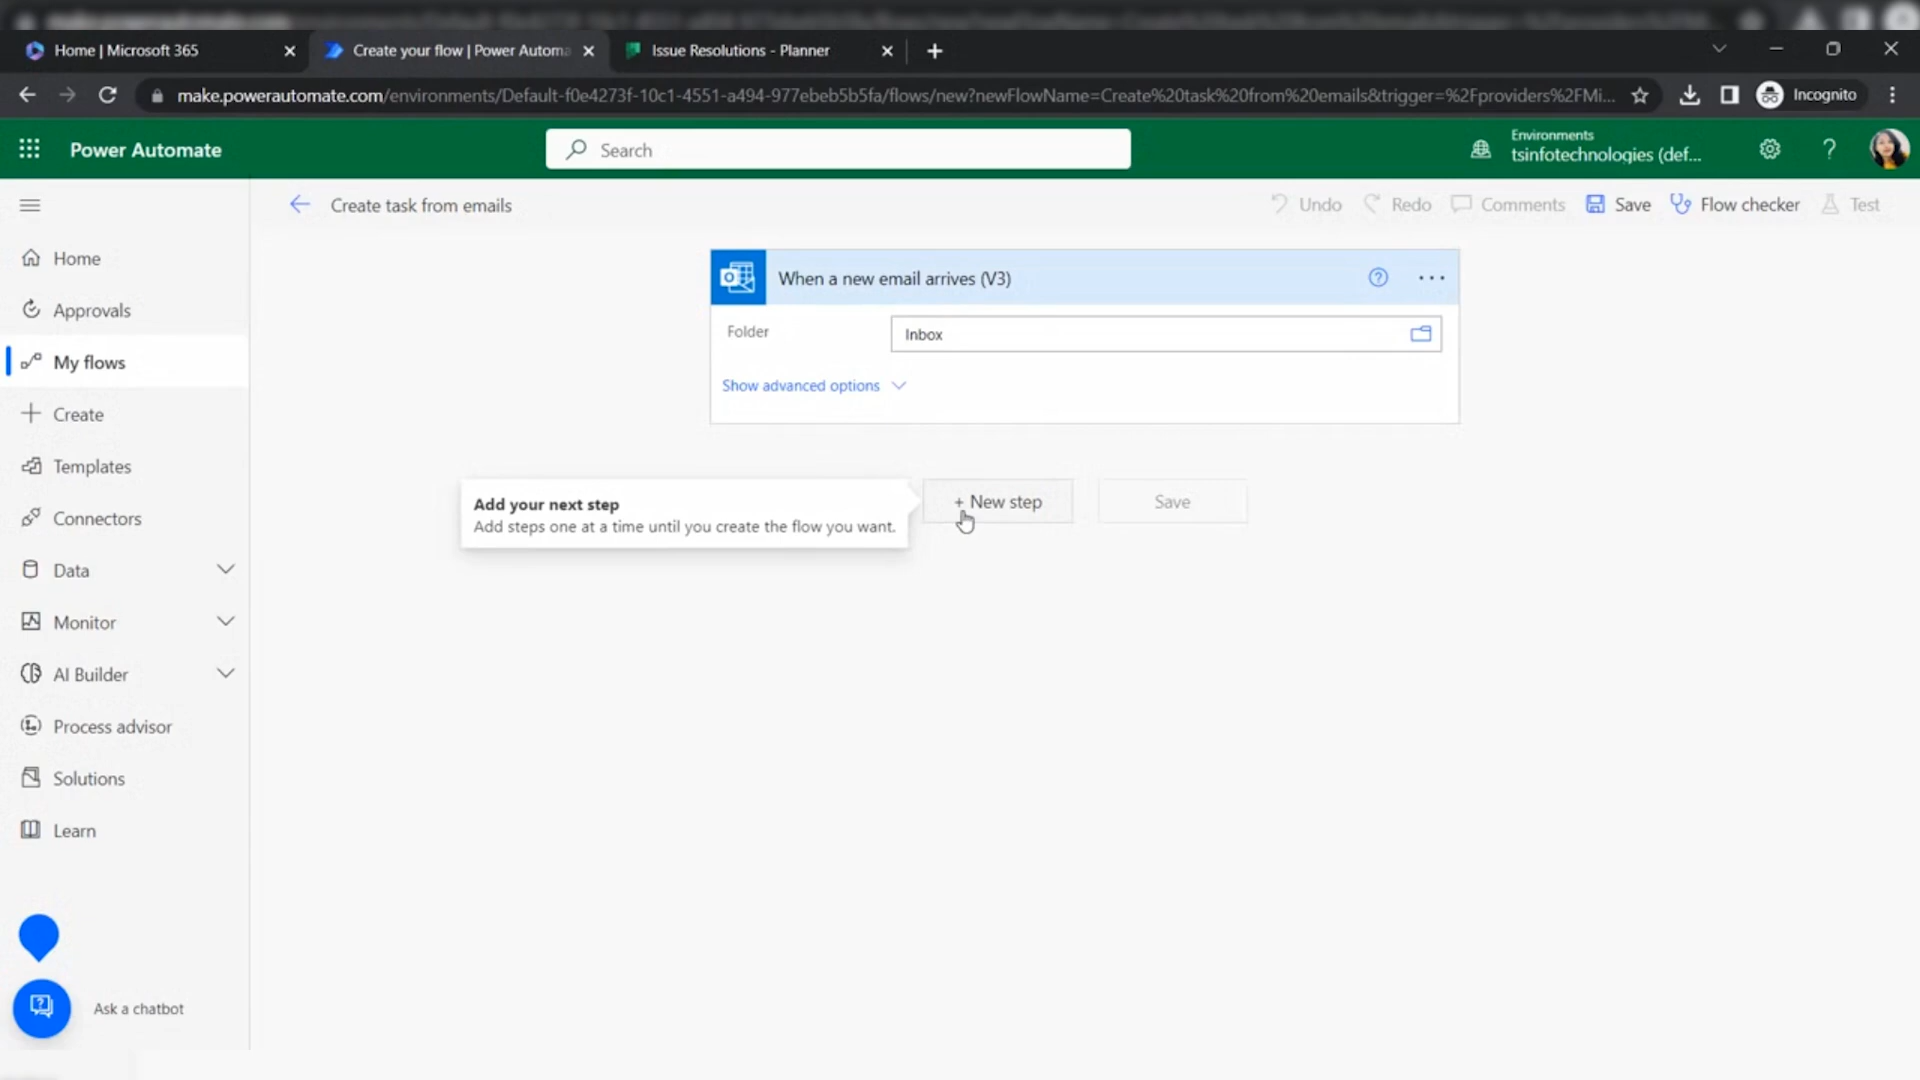 Home | Microsoft 365
Create your flow | Power Automa
Issue Resolutions - Planner
make.powerautomate.com/environments/Default-f0e4273f-10c1-4551-a494-977ebeb5b5fa/flows/new?newFlowName=Create%20task%20from%20emails&trigger=%2Fproviders%2FMi...
Incognito
Power Automate
Search
Environments
tsinfotechnologies (def...
Create task from emails
Undo
Redo
Comments
Save
Flow checker
Test
Home
Approvals
My flows
Create
Templates
Connectors
Data
Monitor
AI Builder
Process advisor
Solutions
Learn
Ask a chatbot
When a new email arrives (V3)
Folder
Inbox
Show advanced options
Add your next step
Add steps one at a time until you create the flow you want.
+ New step
Save